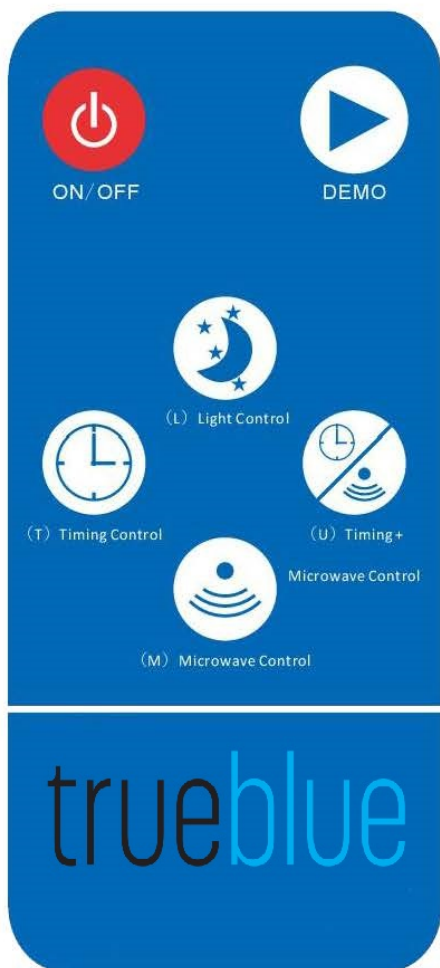 ON/OFF
DEMO
(L) Light Control
(T) Timing Control
(U) Timing+
Microwave Control
(M) Microwave Control
trueblue